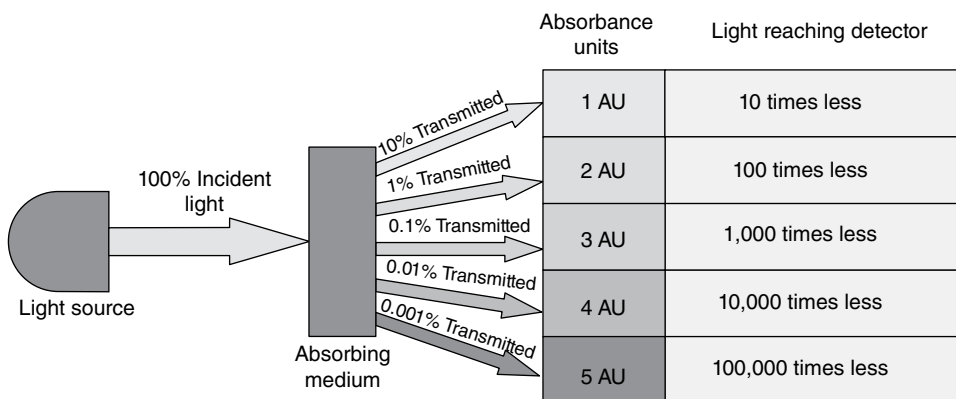 Absorbance
units
Light reaching detector
100% Incident
light
Light source
Absorbing
medium
10% Transmitted
1% Transmitted
0.1% Transmitted
0.01% Transmitted
0.001% Transmitted
1 AU
10 times less
2 AU
100 times less
3 AU
1,000 times less
4 AU
10,000 times less
5 AU
100,000 times less